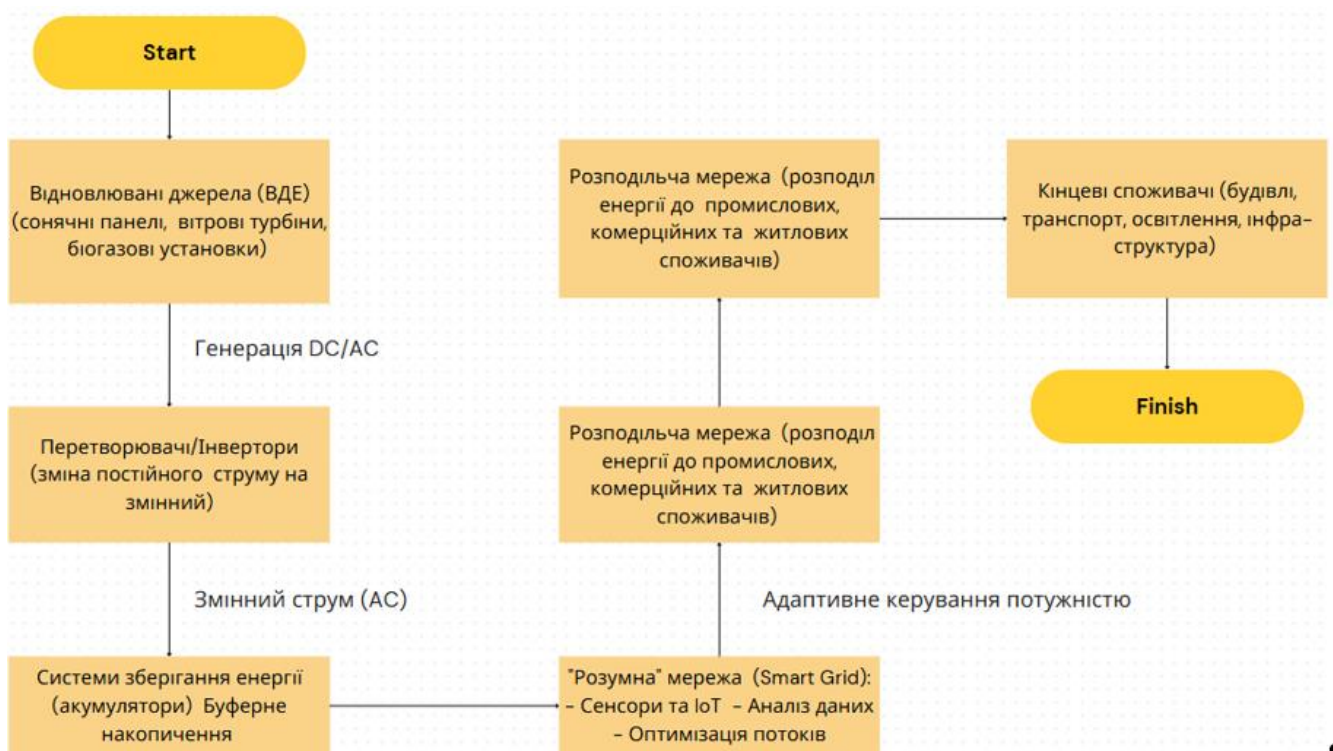 Start
Відновлювані джерела (ВДЕ)
(сонячні панелі, вітрові турбіни,
біогазові установки)
Генерація DC/AC
Перетворювачі/Інвертори
(зміна постійного струму на
змінний)
Змінний струм (AC)
Системи зберігання енергії
(акумулятори) Буферне
накопичення
"Розумна" мережа (Smart Grid):
- Сенсори та IoT - Аналіз даних
- Оптимізація потоків
Адаптивне керування потужністю
Розподільча мережа (розподіл
енергії до промислових,
комерційних та житлових
споживачів)
Розподільча мережа (розподіл
енергії до промислових,
комерційних та житлових
споживачів)
Кінцеві споживачі (будівлі,
транспорт, освітлення, інфра-
структура)
Finish